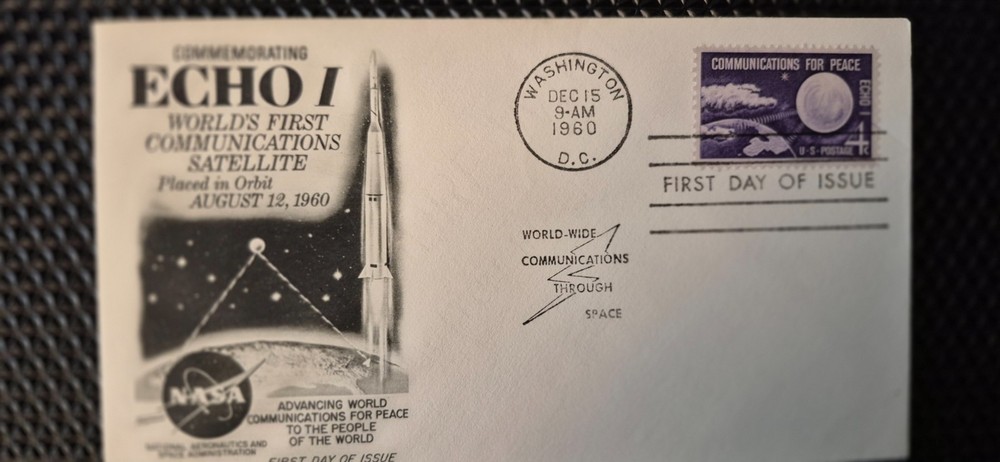 COMMEMORATING
ECHO I
WORLD'S FIRST
COMMUNICATIONS
SATELLITE
Placed in Orbit
AUGUST 12, 1960
NASA
NATIONAL AERONAUTICS AND
SPACE ADMINISTRATION
ADVANCING WORLD
COMMUNICATIONS FOR PEACE
TO THE PEOPLE
OF THE WORLD
FIRST DAY OF ISSUE
WASHINGTON
DEC 15
9-AM
1960
D.C.
WORLD-WIDE
COMMUNICATIONS
THROUGH
SPACE
COMMUNICATIONS FOR PEACE
ECHO I
U·S·POSTAGE 4c
FIRST DAY OF ISSUE